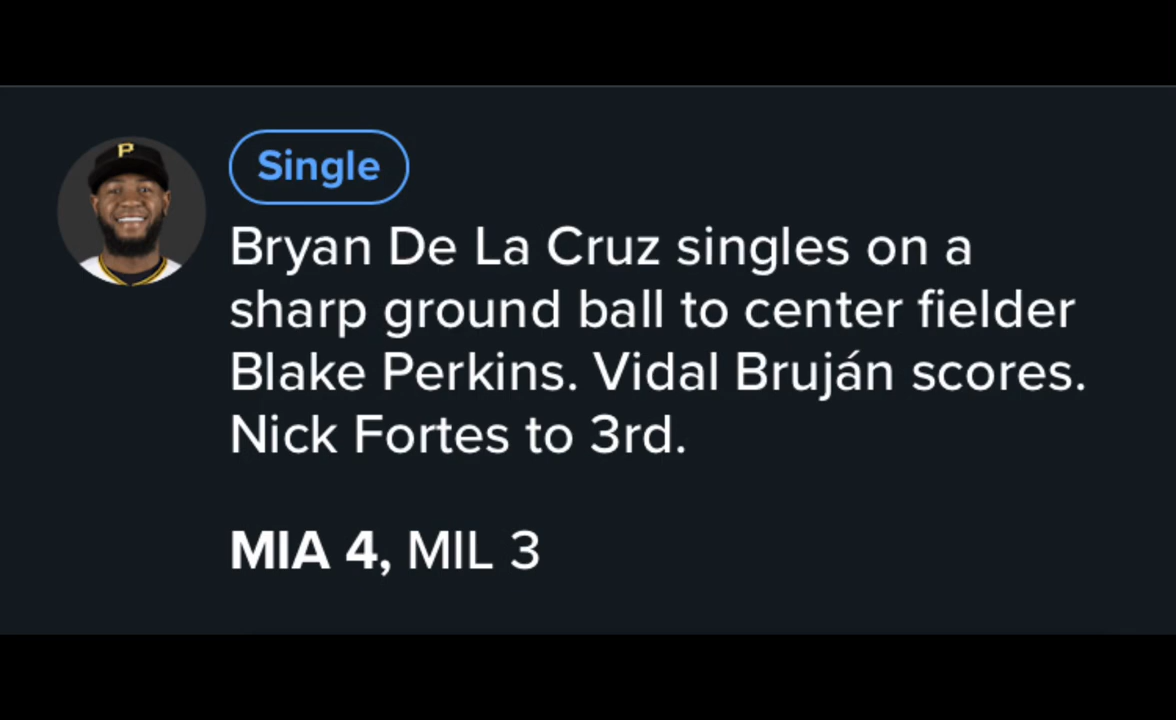 P
Single
Bryan De La Cruz singles on a
sharp ground ball to center fielder
Blake Perkins. Vidal Bruján scores.
Nick Fortes to 3rd.
MIA 4, MIL 3